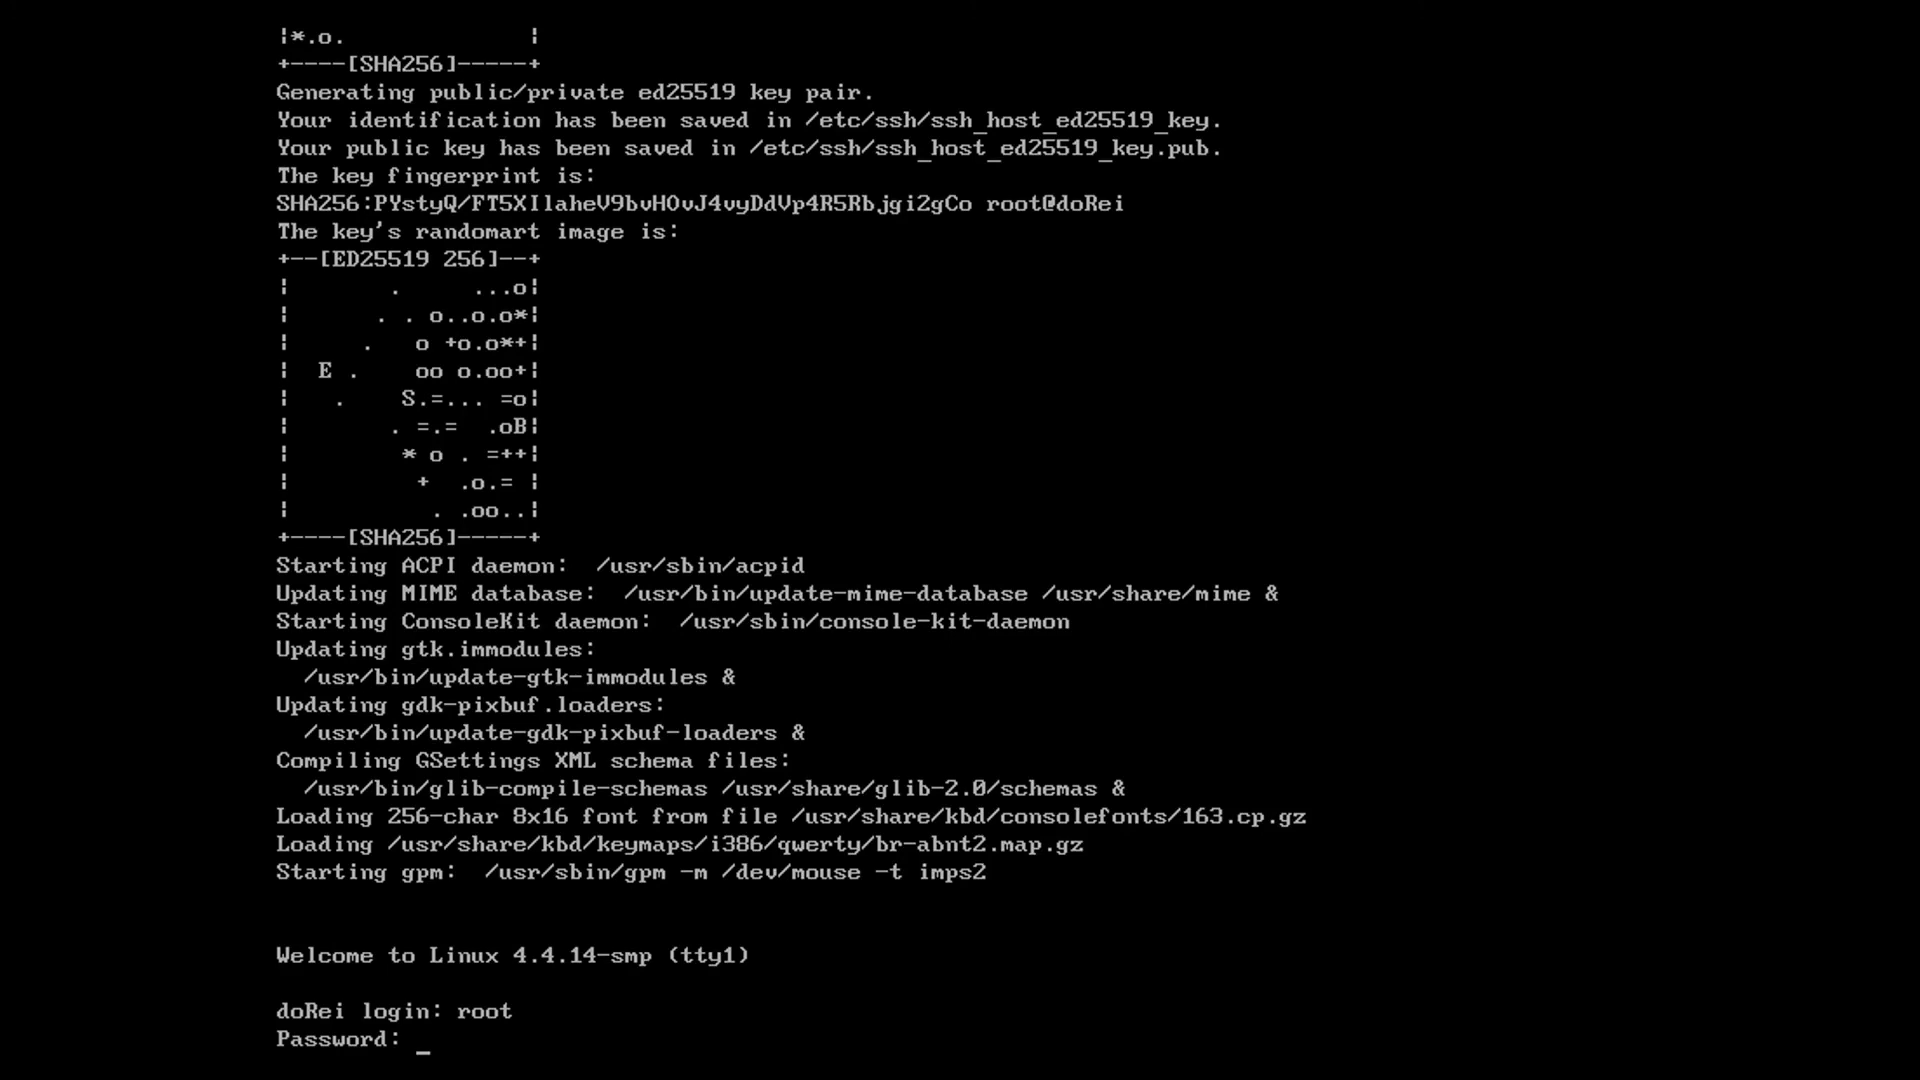 ¦*.o.             ¦
+----[SHA256]-----+
Generating public/private ed25519 key pair.
Your identification has been saved in /etc/ssh/ssh_host_ed25519_key.
Your public key has been saved in /etc/ssh/ssh_host_ed25519_key.pub.
The key fingerprint is:
SHA256:PYstyQ/FT5XIlaheV9bvHOvJ4vyDdVp4R5Rbjgi2gCo root@doRei
The key's randomart image is:
+--[ED25519 256]--+
¦       .     ...o¦
¦      . . o..o.o*¦
¦     .   o +o.o*+¦
¦  E .    oo o.oo+¦
¦   .    S.=... =o¦
¦       . =.=  .oB¦
¦        * o . =++¦
¦         +  .o.= ¦
¦          . .oo..¦
+----[SHA256]-----+
Starting ACPI daemon:  /usr/sbin/acpid
Updating MIME database:  /usr/bin/update-mime-database /usr/share/mime &
Starting ConsoleKit daemon:  /usr/sbin/console-kit-daemon
Updating gtk.immodules:
  /usr/bin/update-gtk-immodules &
Updating gdk-pixbuf.loaders:
  /usr/bin/update-gdk-pixbuf-loaders &
Compiling GSettings XML schema files:
  /usr/bin/glib-compile-schemas /usr/share/glib-2.0/schemas &
Loading 256-char 8x16 font from file /usr/share/kbd/consolefonts/163.cp.gz
Loading /usr/share/kbd/keymaps/i386/qwerty/br-abnt2.map.gz
Starting gpm:  /usr/sbin/gpm -m /dev/mouse -t imps2
Welcome to Linux 4.4.14-smp (tty1)
doRei login: root
Password: _